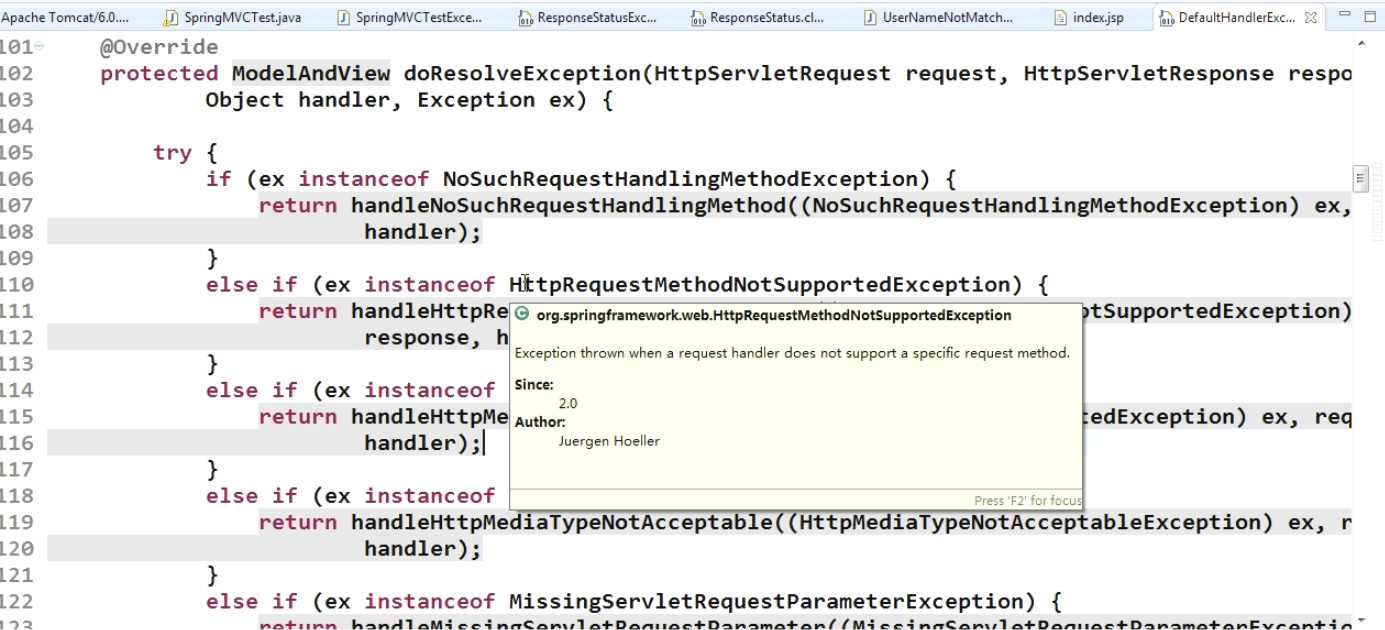 Apache Tomcat/6.0.... SpringMVCTest.java SpringMVCTestExce... ResponseStatusExc... ResponseStatus.cl... UserNameNotMatch... index.jsp DefaultHandlerExc...
101 @Override
102 protected ModelAndView doResolveException(HttpServletRequest request, HttpServletResponse respo
103 Object handler, Exception ex) {
104
105 try {
106 if (ex instanceof NoSuchRequestHandlingMethodException) {
107 return handleNoSuchRequestHandlingMethod((NoSuchRequestHandlingMethodException) ex,
108 handler);
109 }
110 else if (ex instanceof HttpRequestMethodNotSupportedException) {
111 return handleHttpRe otSupportedException)
org.springframework.web.HttpRequestMethodNotSupportedException
112 response, h
Exception thrown when a request handler does not support a specific request method.
113 }
114 else if (ex instanceof
Since:
2.0
115 return handleHttpMe tedException) ex, req
Author:
116 handler);
Juergen Hoeller
117 }
118 else if (ex instanceof
Press 'F2' for focus
119 return handleHttpMediaTypeNotAcceptable((HttpMediaTypeNotAcceptableException) ex, r
120 handler);
121 }
122 else if (ex instanceof MissingServletRequestParameterException) {
123 return handleMissingServletRequestParameter((MissingServletRequestParameterExceptio